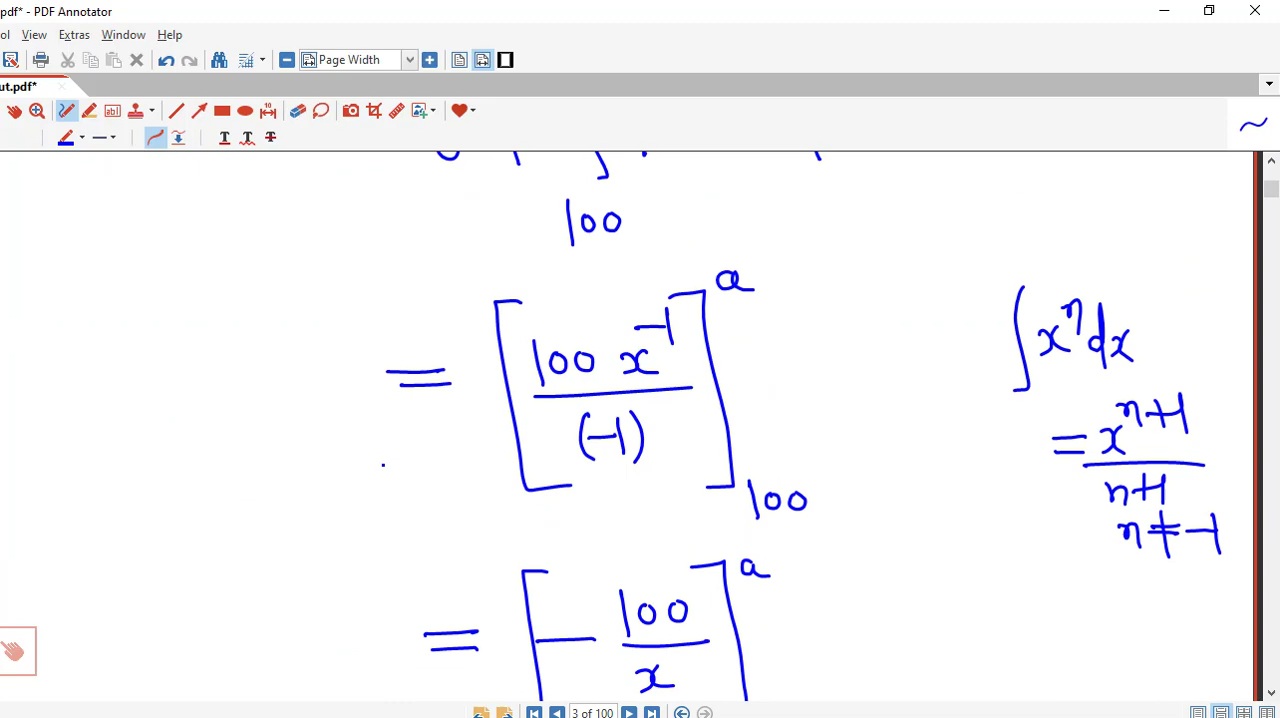 .pdf* - PDF Annotator
ol View Extras Window Help
Page Width
ut.pdf*
100
= [100 x^-1 / (-1)]_100^a
∫ x^n dx
= x^(n+1) / (n+1)
n ≠ -1
= [- 100 / x]^a
3 of 100